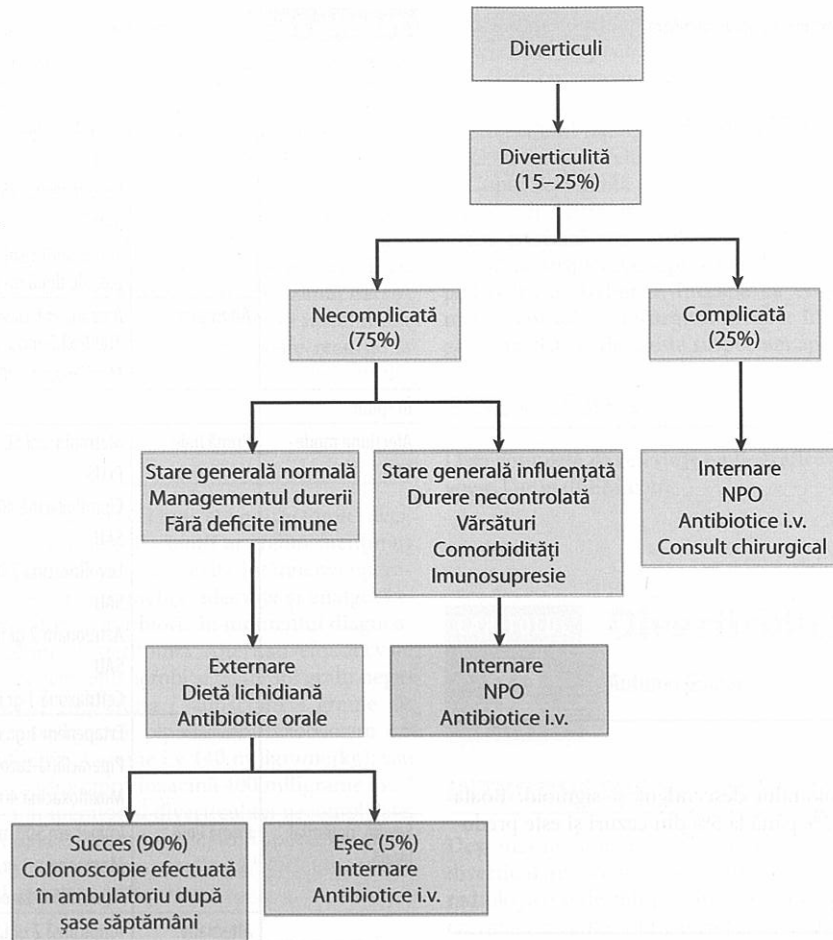 Diverticuli
Diverticulită
(15–25%)
Necomplicată
(75%)
Complicată
(25%)
Stare generală normală
Managementul durerii
Fără deficite imune
Stare generală influențată
Durere necontrolată
Vărsături
Comorbidități
Imunosupresie
Internare
NPO
Antibiotice i.v.
Consult chirurgical
Externare
Dietă lichidiană
Antibiotice orale
Internare
NPO
Antibiotice i.v.
Succes (90%)
Colonoscopie efectuată
în ambulatoriu după
șase săptămâni
Eșec (5%)
Internare
Antibiotice i.v.